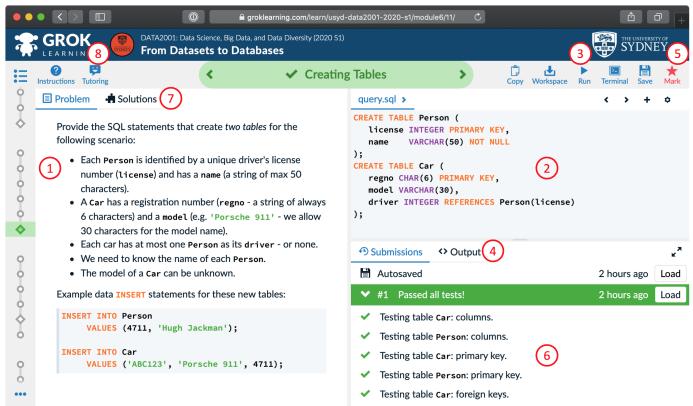 groklearning.com/learn/usyd-data2001-2020-s1/module6/11/
GROK
LEARNING
8
DATA2001: Data Science, Big Data, and Data Diversity (2020 S1)
From Datasets to Databases
3
THE UNIVERSITY OF
SYDNEY
5
Instructions
Tutoring
Creating Tables
Copy
Workspace
Run
Terminal
Save
Mark
Problem
Solutions
7
query.sql
Provide the SQL statements that create two tables for the
following scenario:
1
• Each Person is identified by a unique driver's license
number (license) and has a name (a string of max 50
characters).
• A Car has a registration number (regno - a string of always
6 characters) and a model (e.g. 'Porsche 911' - we allow
30 characters for the model name).
• Each car has at most one Person as its driver - or none.
• We need to know the name of each Person.
• The model of a Car can be unknown.
Example data INSERT statements for these new tables:
INSERT INTO Person
VALUES (4711, 'Hugh Jackman');
INSERT INTO Car
VALUES ('ABC123', 'Porsche 911', 4711);
CREATE TABLE Person (
license INTEGER PRIMARY KEY,
name VARCHAR(50) NOT NULL
);
CREATE TABLE Car (
regno CHAR(6) PRIMARY KEY,
model VARCHAR(30),
driver INTEGER REFERENCES Person(license)
);
2
Submissions
<> Output
4
Autosaved
2 hours ago
Load
#1 Passed all tests!
2 hours ago
Load
Testing table Car: columns.
Testing table Person: columns.
Testing table Car: primary key.
Testing table Person: primary key.
Testing table Car: foreign keys.
6